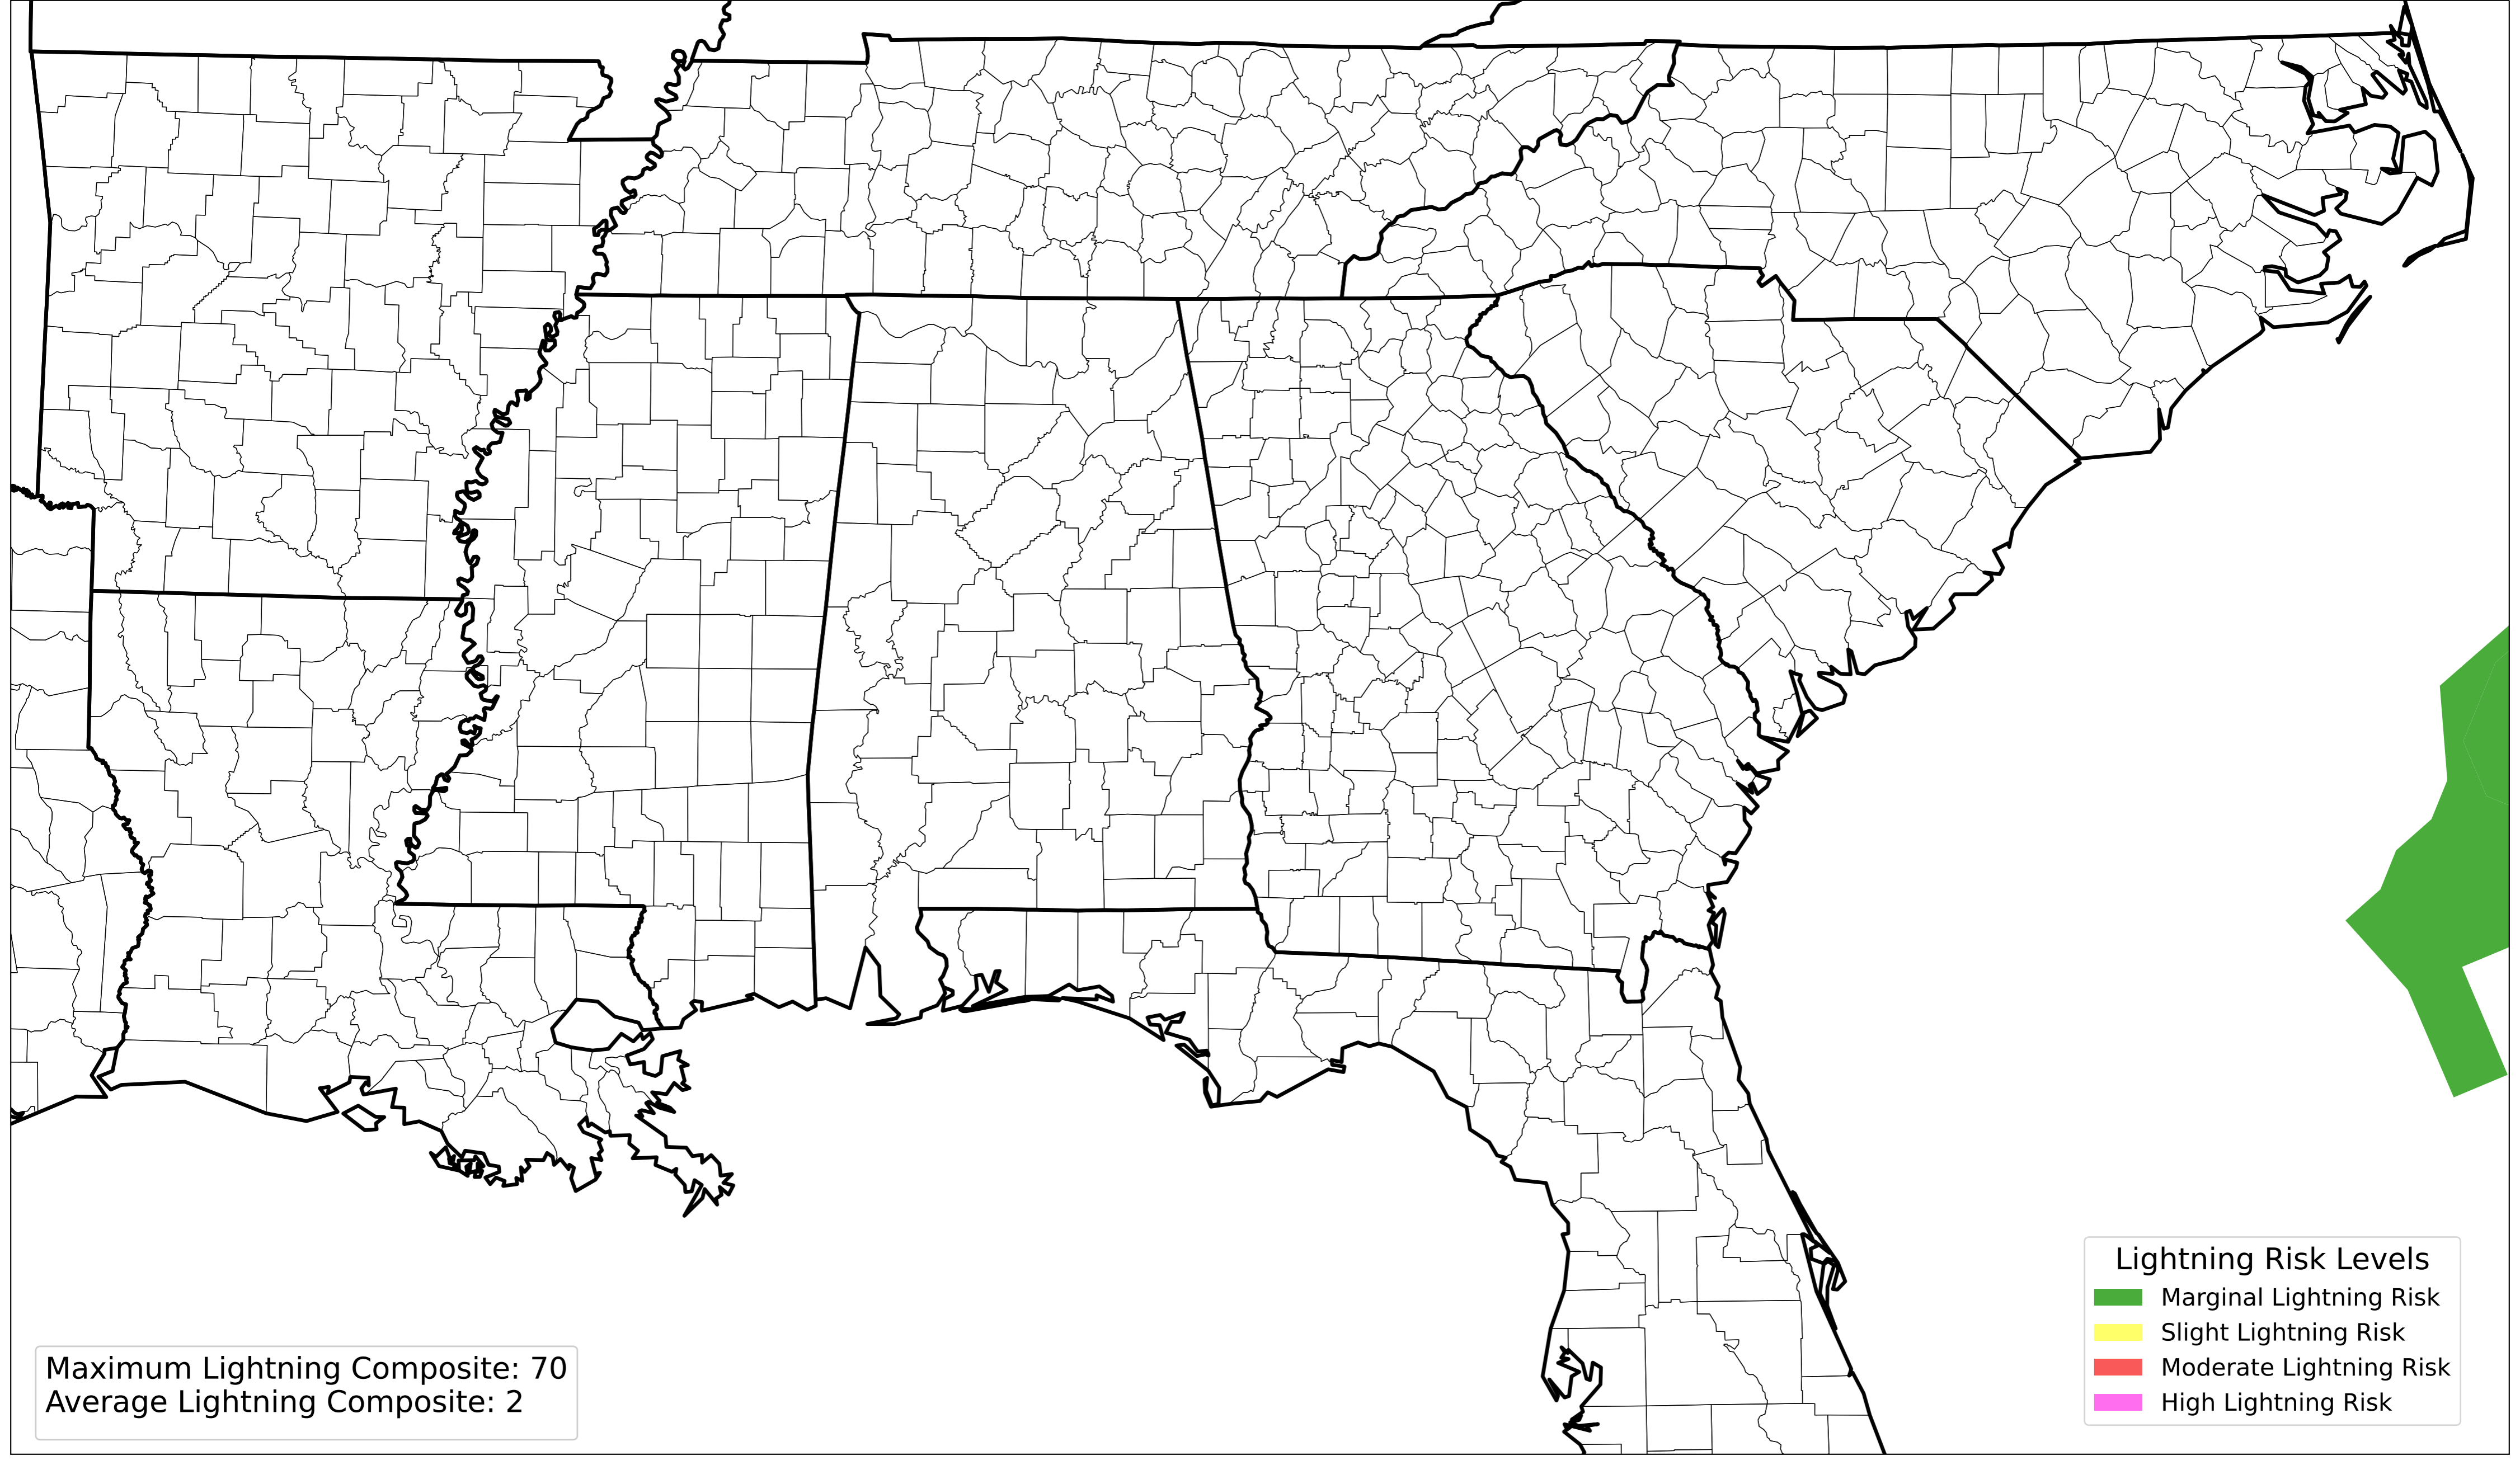 Lightning Risk Levels
Marginal Lightning Risk
Slight Lightning Risk
Moderate Lightning Risk
High Lightning Risk
Maximum Lightning Composite: 70
Average Lightning Composite: 2